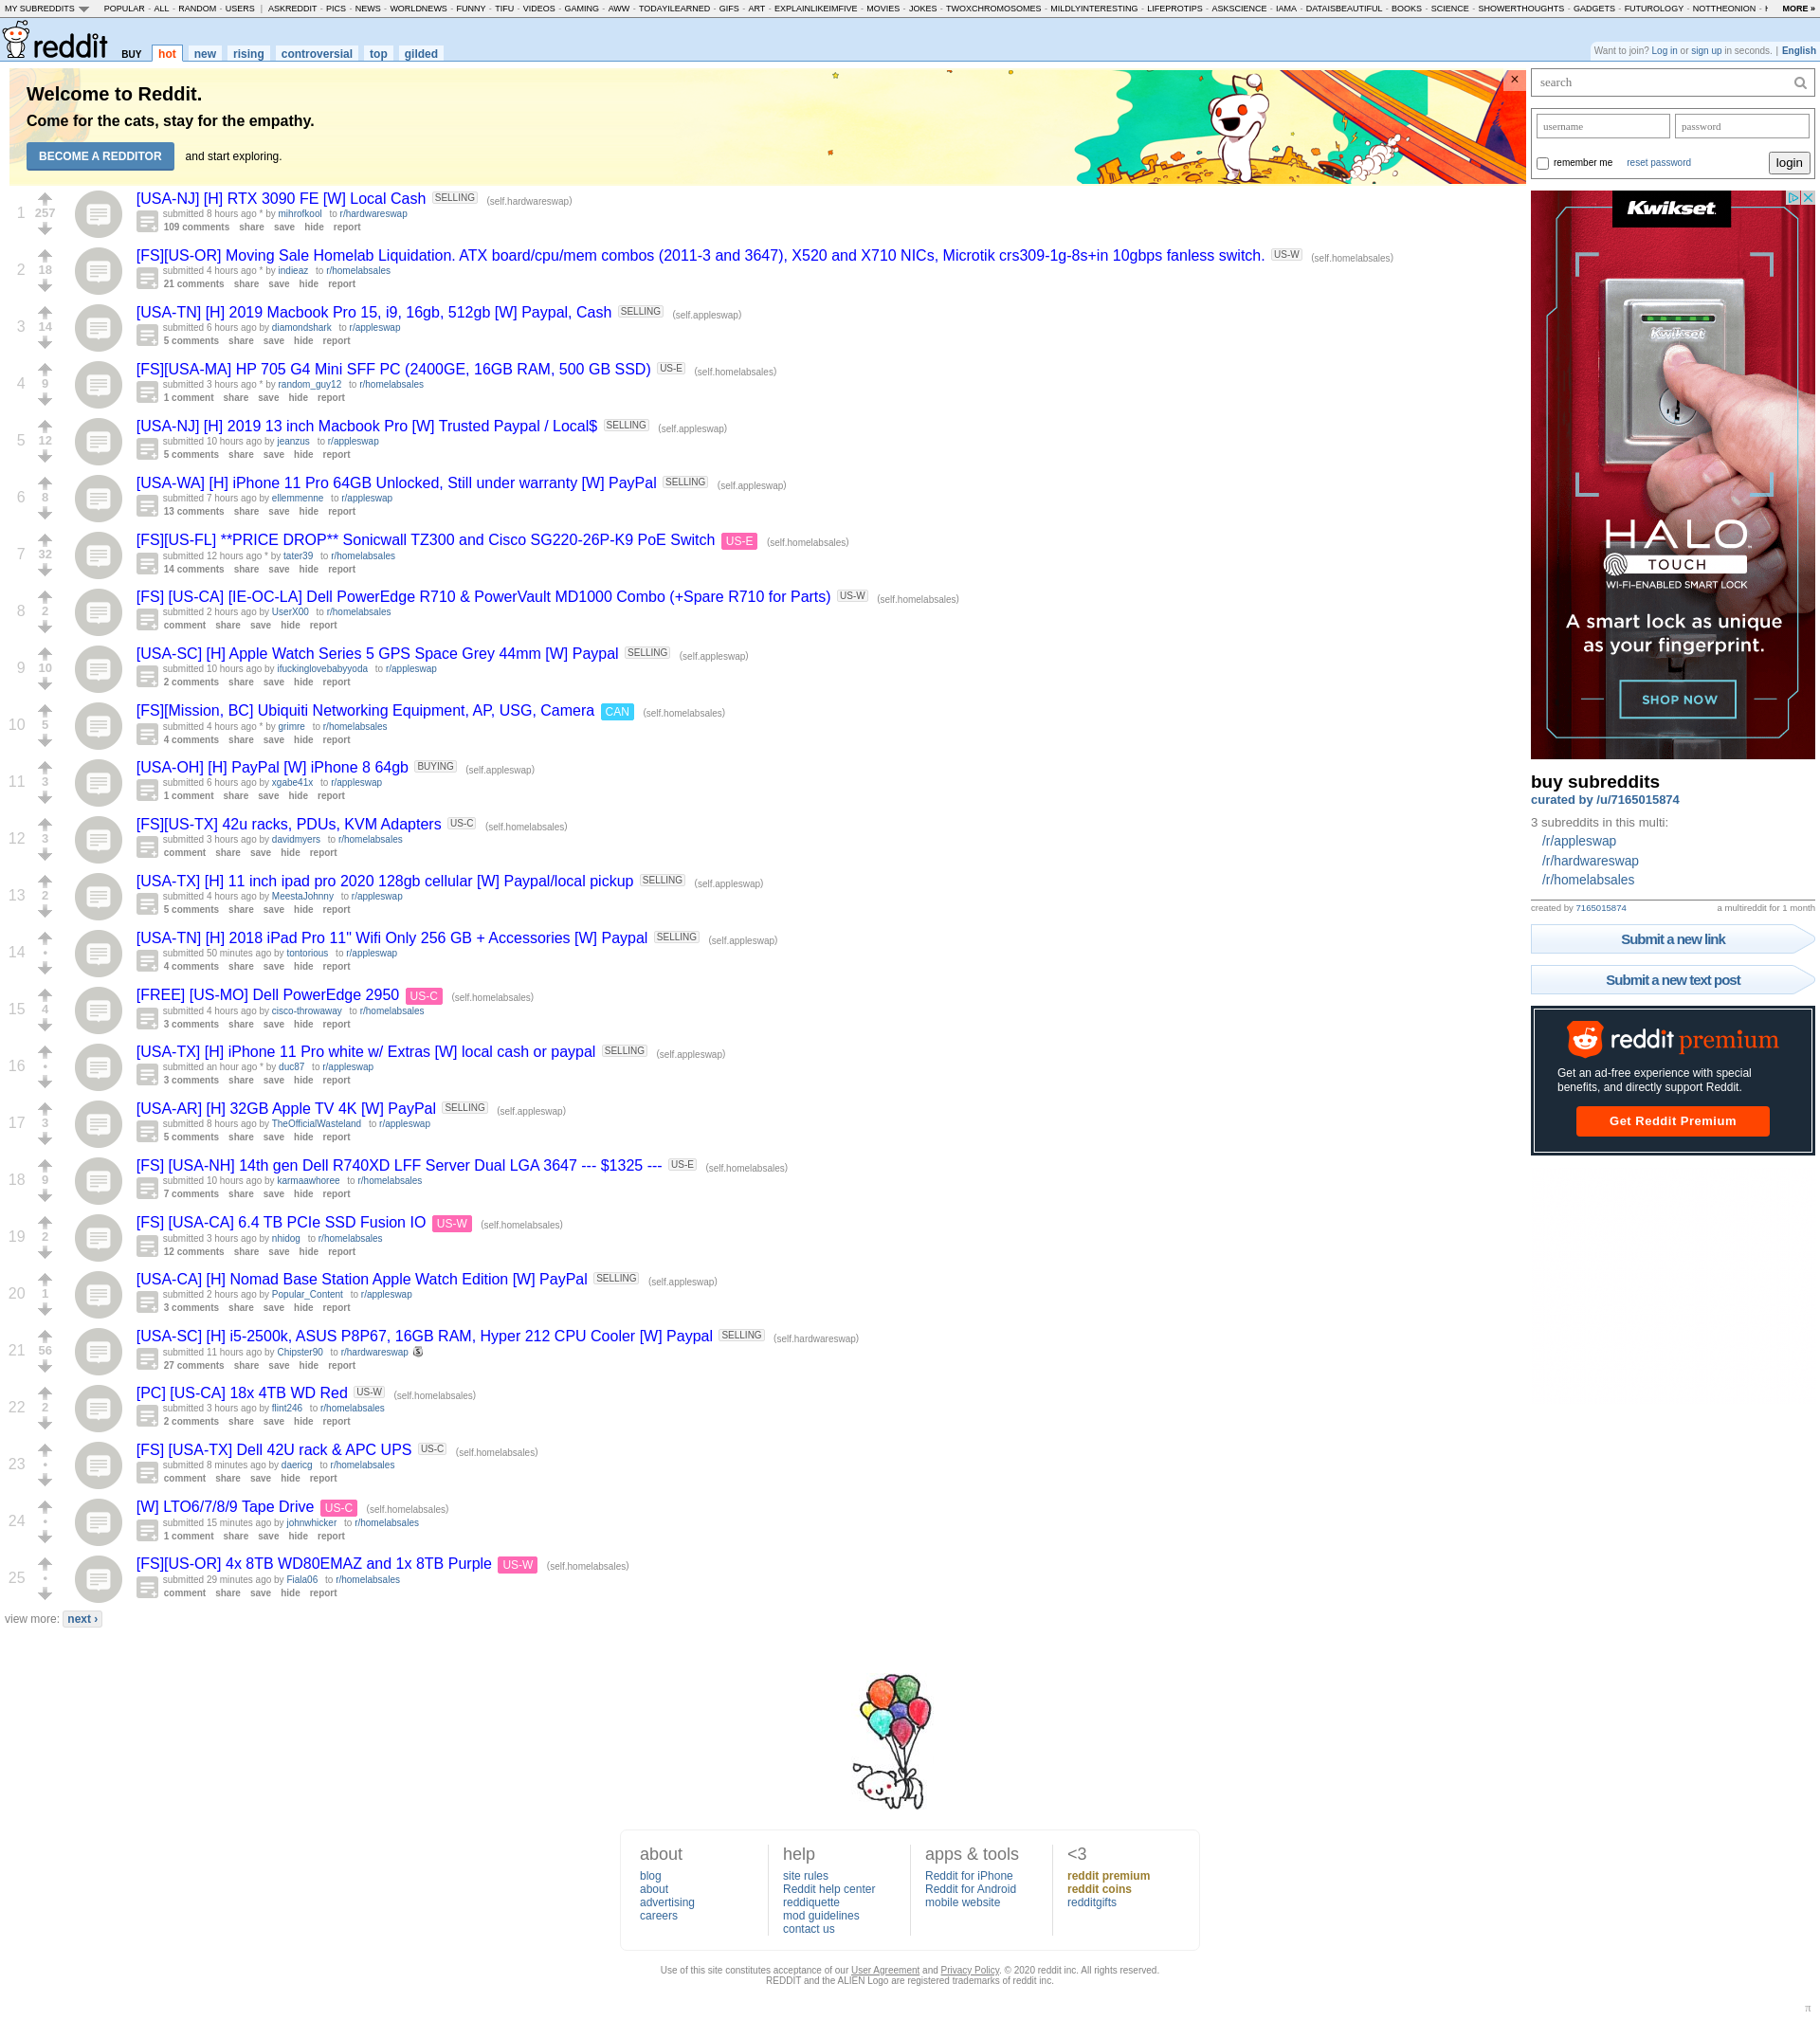 MY SUBREDDITS POPULAR - ALL - RANDOM - USERS | ASKREDDIT - PICS - NEWS - WORLDNEWS - FUNNY - TIFU - VIDEOS - GAMING - AWW - TODAYILEARNED - GIFS - ART - EXPLAINLIKEIMFIVE - MOVIES - JOKES - TWOXCHROMOSOMES - MILDLYINTERESTING - LIFEPROTIPS - ASKSCIENCE - IAMA - DATAISBEAUTIFUL - BOOKS - SCIENCE - SHOWERTHOUGHTS - GADGETS - FUTUROLOGY - NOTTHEONION - MORE »
reddit BUY hot new rising controversial top gilded
Want to join? Log in or sign up in seconds. | English
Welcome to Reddit.
Come for the cats, stay for the empathy.
BECOME A REDDITOR and start exploring.
×
1 257 [USA-NJ] [H] RTX 3090 FE [W] Local Cash SELLING (self.hardwareswap)
submitted 8 hours ago * by mihrofkool to r/hardwareswap
109 comments share save hide report
2 18 [FS][US-OR] Moving Sale Homelab Liquidation. ATX board/cpu/mem combos (2011-3 and 3647), X520 and X710 NICs, Microtik crs309-1g-8s+in 10gbps fanless switch. US-W (self.homelabsales)
submitted 4 hours ago * by indieaz to r/homelabsales
21 comments share save hide report
3 14 [USA-TN] [H] 2019 Macbook Pro 15, i9, 16gb, 512gb [W] Paypal, Cash SELLING (self.appleswap)
submitted 6 hours ago by diamondshark to r/appleswap
5 comments share save hide report
4 9 [FS][USA-MA] HP 705 G4 Mini SFF PC (2400GE, 16GB RAM, 500 GB SSD) US-E (self.homelabsales)
submitted 3 hours ago * by random_guy12 to r/homelabsales
1 comment share save hide report
5 12 [USA-NJ] [H] 2019 13 inch Macbook Pro [W] Trusted Paypal / Local$ SELLING (self.appleswap)
submitted 10 hours ago by jeanzus to r/appleswap
5 comments share save hide report
6 8 [USA-WA] [H] iPhone 11 Pro 64GB Unlocked, Still under warranty [W] PayPal SELLING (self.appleswap)
submitted 7 hours ago by ellemmenne to r/appleswap
13 comments share save hide report
7 32 [FS][US-FL] **PRICE DROP** Sonicwall TZ300 and Cisco SG220-26P-K9 PoE Switch US-E (self.homelabsales)
submitted 12 hours ago * by tater39 to r/homelabsales
14 comments share save hide report
8 2 [FS] [US-CA] [IE-OC-LA] Dell PowerEdge R710 & PowerVault MD1000 Combo (+Spare R710 for Parts) US-W (self.homelabsales)
submitted 2 hours ago by UserX00 to r/homelabsales
comment share save hide report
9 10 [USA-SC] [H] Apple Watch Series 5 GPS Space Grey 44mm [W] Paypal SELLING (self.appleswap)
submitted 10 hours ago by ifuckinglovebabyyoda to r/appleswap
2 comments share save hide report
10 5 [FS][Mission, BC] Ubiquiti Networking Equipment, AP, USG, Camera CAN (self.homelabsales)
submitted 4 hours ago * by grimre to r/homelabsales
4 comments share save hide report
11 3 [USA-OH] [H] PayPal [W] iPhone 8 64gb BUYING (self.appleswap)
submitted 6 hours ago by xgabe41x to r/appleswap
1 comment share save hide report
12 3 [FS][US-TX] 42u racks, PDUs, KVM Adapters US-C (self.homelabsales)
submitted 3 hours ago by davidmyers to r/homelabsales
comment share save hide report
13 2 [USA-TX] [H] 11 inch ipad pro 2020 128gb cellular [W] Paypal/local pickup SELLING (self.appleswap)
submitted 4 hours ago by MeestaJohnny to r/appleswap
5 comments share save hide report
14 • [USA-TN] [H] 2018 iPad Pro 11" Wifi Only 256 GB + Accessories [W] Paypal SELLING (self.appleswap)
submitted 50 minutes ago by tontorious to r/appleswap
4 comments share save hide report
15 4 [FREE] [US-MO] Dell PowerEdge 2950 US-C (self.homelabsales)
submitted 4 hours ago by cisco-throwaway to r/homelabsales
3 comments share save hide report
16 • [USA-TX] [H] iPhone 11 Pro white w/ Extras [W] local cash or paypal SELLING (self.appleswap)
submitted an hour ago * by duc87 to r/appleswap
3 comments share save hide report
17 3 [USA-AR] [H] 32GB Apple TV 4K [W] PayPal SELLING (self.appleswap)
submitted 8 hours ago by TheOfficialWasteland to r/appleswap
5 comments share save hide report
18 9 [FS] [USA-NH] 14th gen Dell R740XD LFF Server Dual LGA 3647 --- $1325 --- US-E (self.homelabsales)
submitted 10 hours ago by karmaawhoree to r/homelabsales
7 comments share save hide report
19 2 [FS] [USA-CA] 6.4 TB PCIe SSD Fusion IO US-W (self.homelabsales)
submitted 3 hours ago by nhidog to r/homelabsales
12 comments share save hide report
20 1 [USA-CA] [H] Nomad Base Station Apple Watch Edition [W] PayPal SELLING (self.appleswap)
submitted 2 hours ago by Popular_Content to r/appleswap
3 comments share save hide report
21 56 [USA-SC] [H] i5-2500k, ASUS P8P67, 16GB RAM, Hyper 212 CPU Cooler [W] Paypal SELLING (self.hardwareswap)
submitted 11 hours ago by Chipster90 to r/hardwareswap
27 comments share save hide report
22 2 [PC] [US-CA] 18x 4TB WD Red US-W (self.homelabsales)
submitted 3 hours ago by flint246 to r/homelabsales
2 comments share save hide report
23 • [FS] [USA-TX] Dell 42U rack & APC UPS US-C (self.homelabsales)
submitted 8 minutes ago by daericg to r/homelabsales
comment share save hide report
24 • [W] LTO6/7/8/9 Tape Drive US-C (self.homelabsales)
submitted 15 minutes ago by johnwhicker to r/homelabsales
1 comment share save hide report
25 • [FS][US-OR] 4x 8TB WD80EMAZ and 1x 8TB Purple US-W (self.homelabsales)
submitted 29 minutes ago by Fiala06 to r/homelabsales
comment share save hide report
view more: next ›
search
username password
remember me reset password login
Kwikset
Kwikset
HALO
TOUCH
WI-FI-ENABLED SMART LOCK
A smart lock as unique
as your fingerprint.
SHOP NOW
buy subreddits
curated by /u/7165015874
3 subreddits in this multi:
/r/appleswap
/r/hardwareswap
/r/homelabsales
created by 7165015874 a multireddit for 1 month
Submit a new link
Submit a new text post
reddit premium
Get an ad-free experience with special
benefits, and directly support Reddit.
Get Reddit Premium
about
blog
about
advertising
careers
help
site rules
Reddit help center
reddiquette
mod guidelines
contact us
apps & tools
Reddit for iPhone
Reddit for Android
mobile website
<3
reddit premium
reddit coins
redditgifts
Use of this site constitutes acceptance of our User Agreement and Privacy Policy. © 2020 reddit inc. All rights reserved.
REDDIT and the ALIEN Logo are registered trademarks of reddit inc.
π